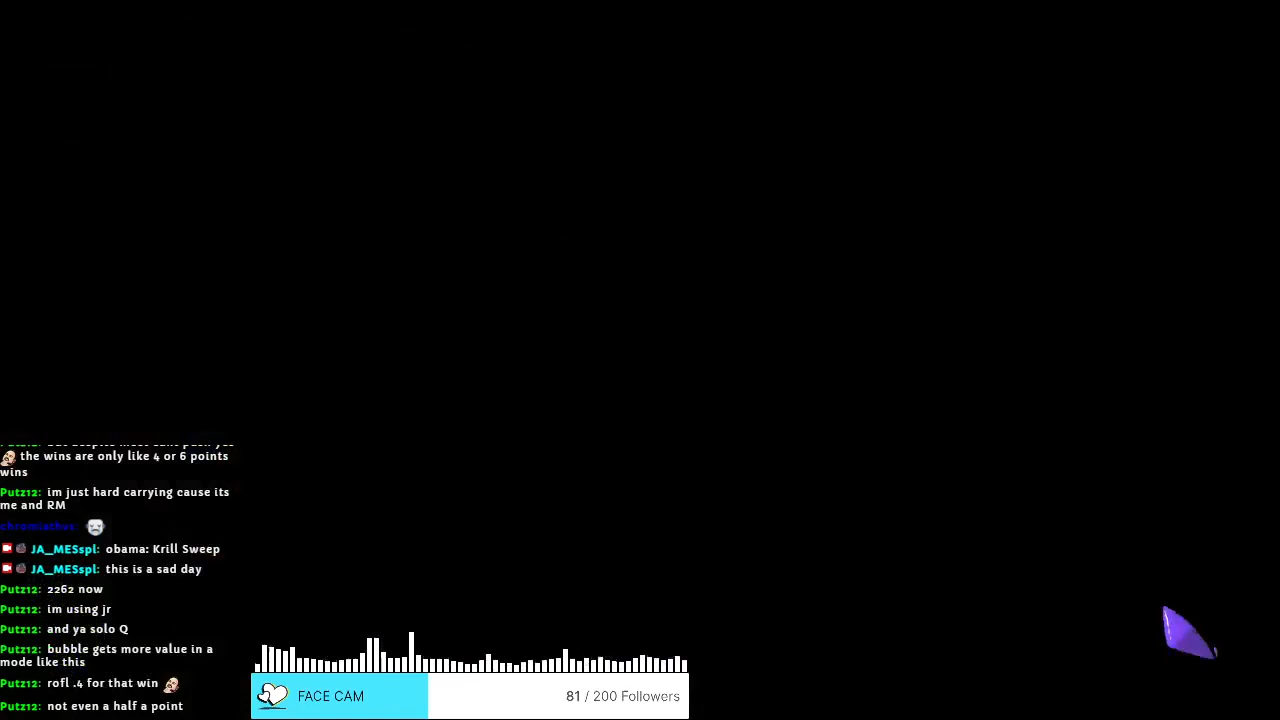 the wins are only like 4 or 6 points
wins
Putz12: im just hard carrying cause its
me and RM
chromiathus:
JA_MESspl: obama: Krill Sweep
JA_MESspl: this is a sad day
Putz12: 2262 now
Putz12: im using jr
Putz12: and ya solo Q
Putz12: bubble gets more value in a
mode like this
Putz12: rofl .4 for that win
Putz12: not even a half a point
FACE CAM
81 / 200 Followers